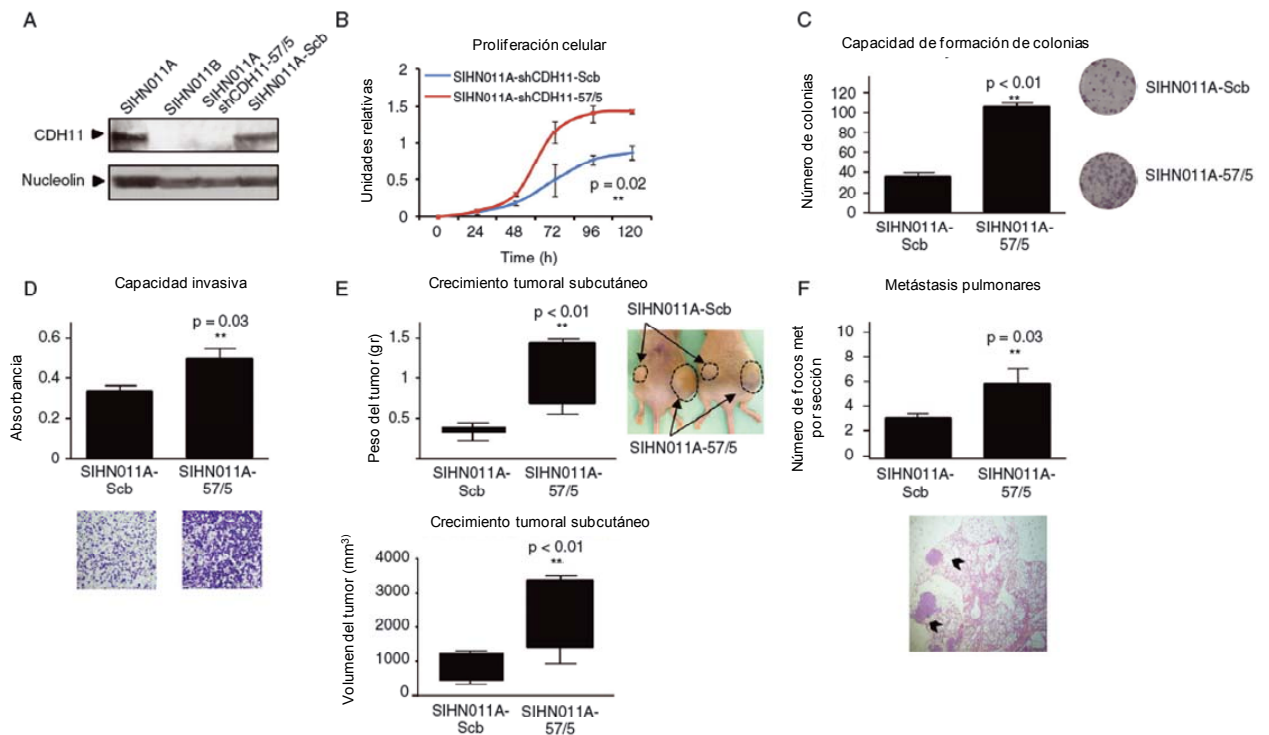 A
SIHN011A
SIHN011B
SIHN011A
shCDH11-57/5
SIHN011A-Scb
CDH11
Nucleolin
B
Proliferación celular
SIHN011A-shCDH11-Scb
SIHN011A-shCDH11-57/5
Unidades relativas
2
1.5
1
0.5
0
p = 0.02
**
0 24 48 72 96 120
Time (h)
C
Capacidad de formación de colonias
Número de colonias
120
100
80
60
40
20
0
p < 0.01
**
SIHN011A-
Scb
SIHN011A-
57/5
SIHN011A-Scb
SIHN011A-57/5
D
Capacidad invasiva
Absorbancia
0.6
0.4
0.2
0
p = 0.03
**
SIHN011A-
Scb
SIHN011A-
57/5
E
Crecimiento tumoral subcutáneo
Peso del tumor (gr)
1.5
1
0.5
p < 0.01
**
SIHN011A-
Scb
SIHN011A-
57/5
SIHN011A-Scb
SIHN011A-57/5
Crecimiento tumoral subcutáneo
Volumen del tumor (mm³)
4000
3000
2000
1000
0
p < 0.01
**
SIHN011A-
Scb
SIHN011A-
57/5
F
Metástasis pulmonares
Número de focos met
por sección
10
8
6
4
2
0
p = 0.03
**
SIHN011A-
Scb
SIHN011A-
57/5